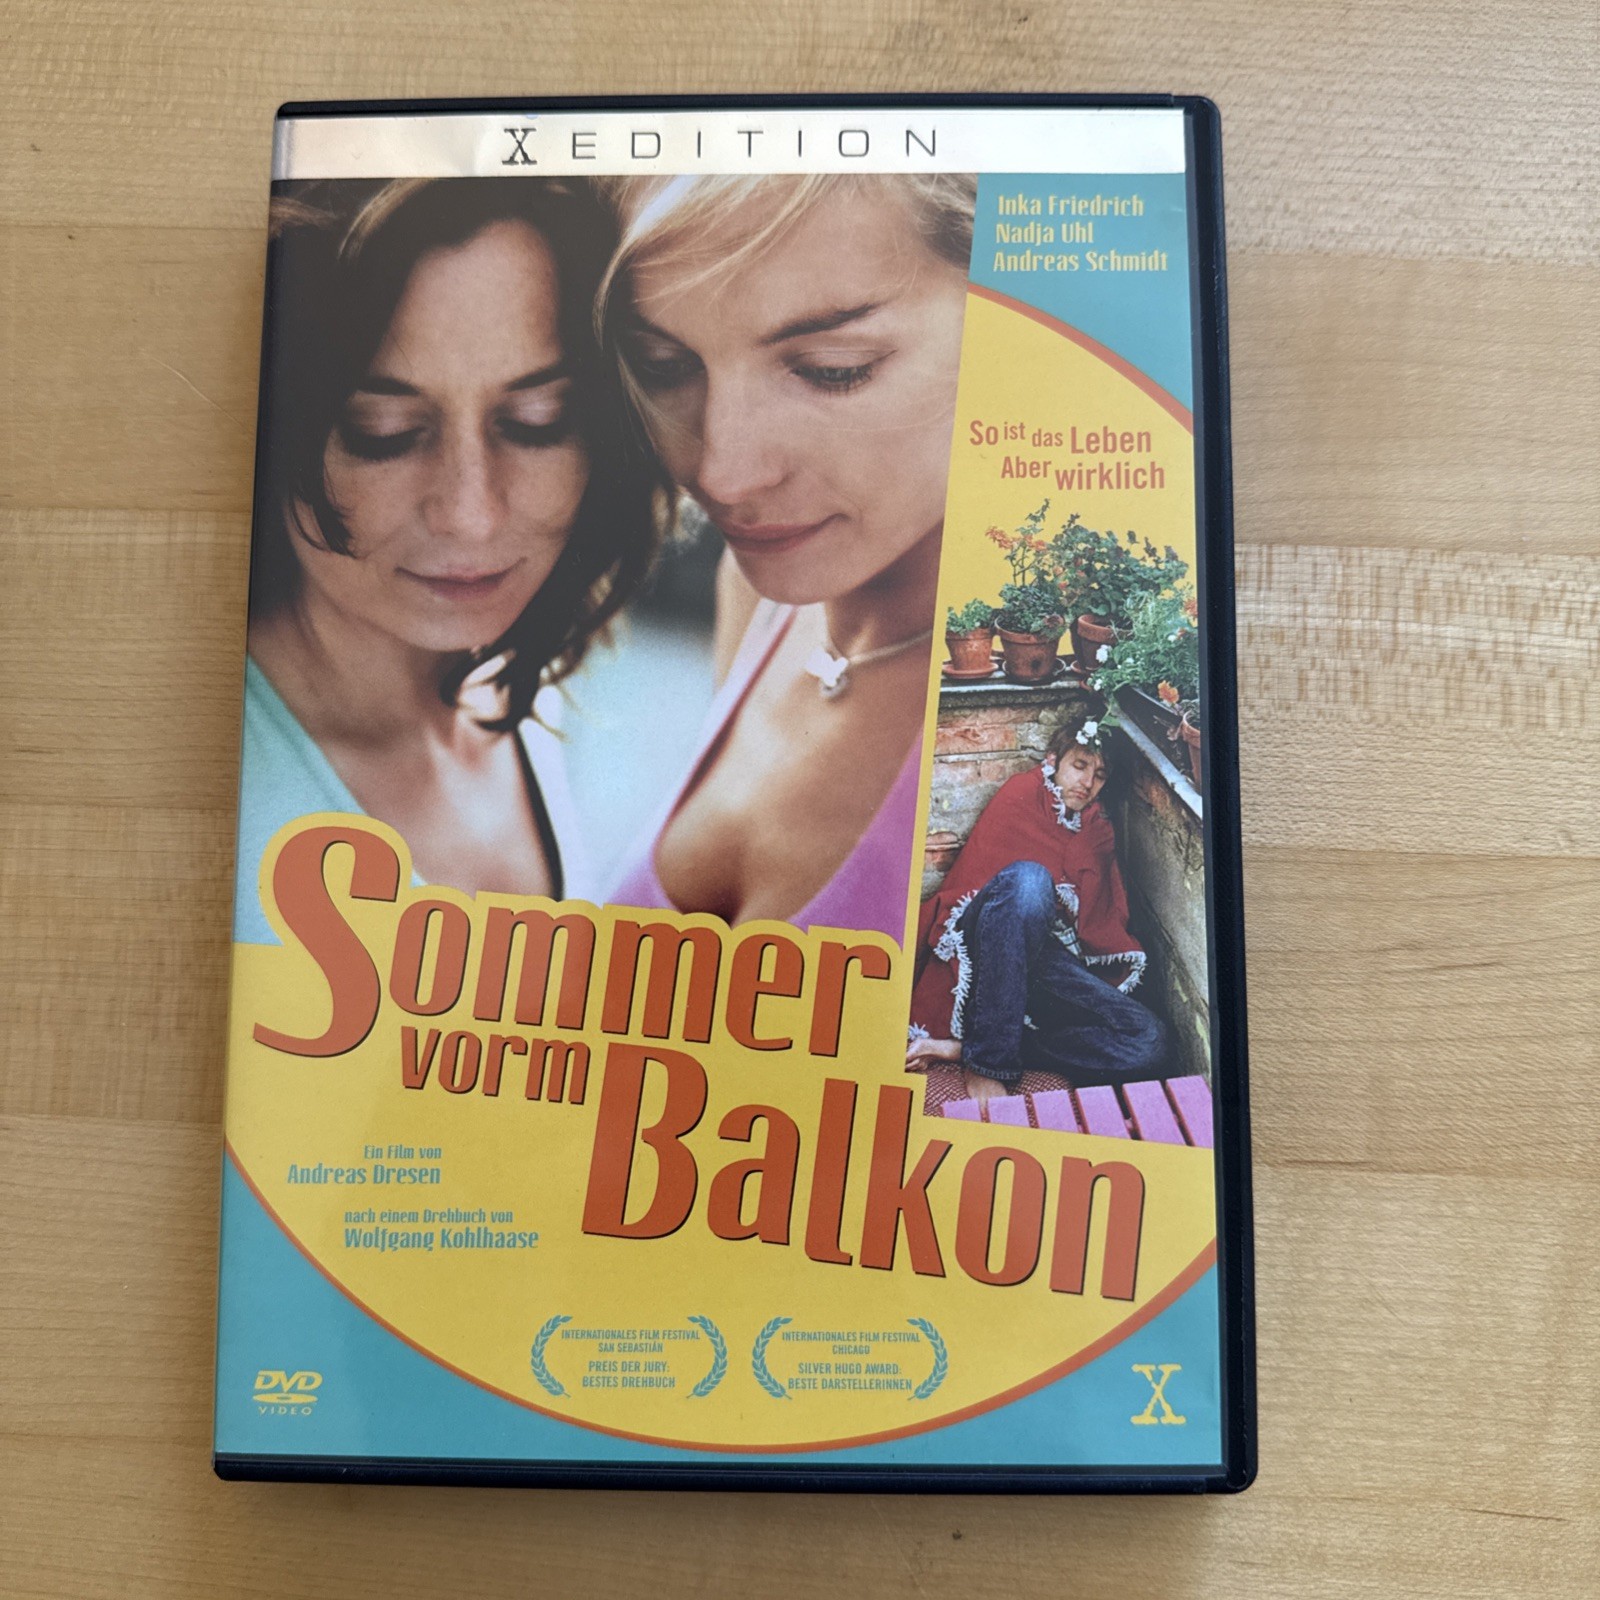 X EDITION
Inka Friedrich
Nadja Uhl
Andreas Schmidt
So ist das Leben
Aber wirklich
Sommer
vorm
Balkon
Ein Film von
Andreas Dresen
nach einem Drehbuch von
Wolfgang Kohlhaase
INTERNATIONALES FILM FESTIVAL
SAN SEBASTIÁN
PREIS DER JURY:
BESTES DREHBUCH
INTERNATIONALES FILM FESTIVAL
CHICAGO
SILVER HUGO AWARD:
BESTE DARSTELLERINNEN
DVD
VIDEO
X